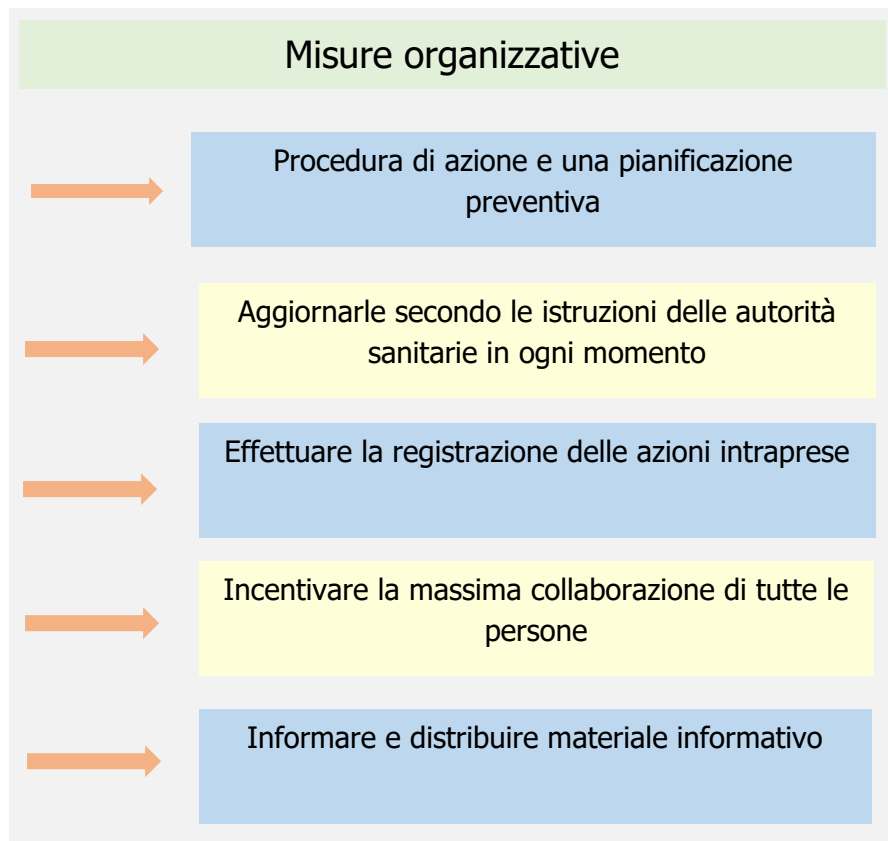 Misure organizzative
Procedura di azione e una pianificazione
preventiva
Aggiornarle secondo le istruzioni delle autorità
sanitarie in ogni momento
Effettuare la registrazione delle azioni intraprese
Incentivare la massima collaborazione di tutte le
persone
Informare e distribuire materiale informativo